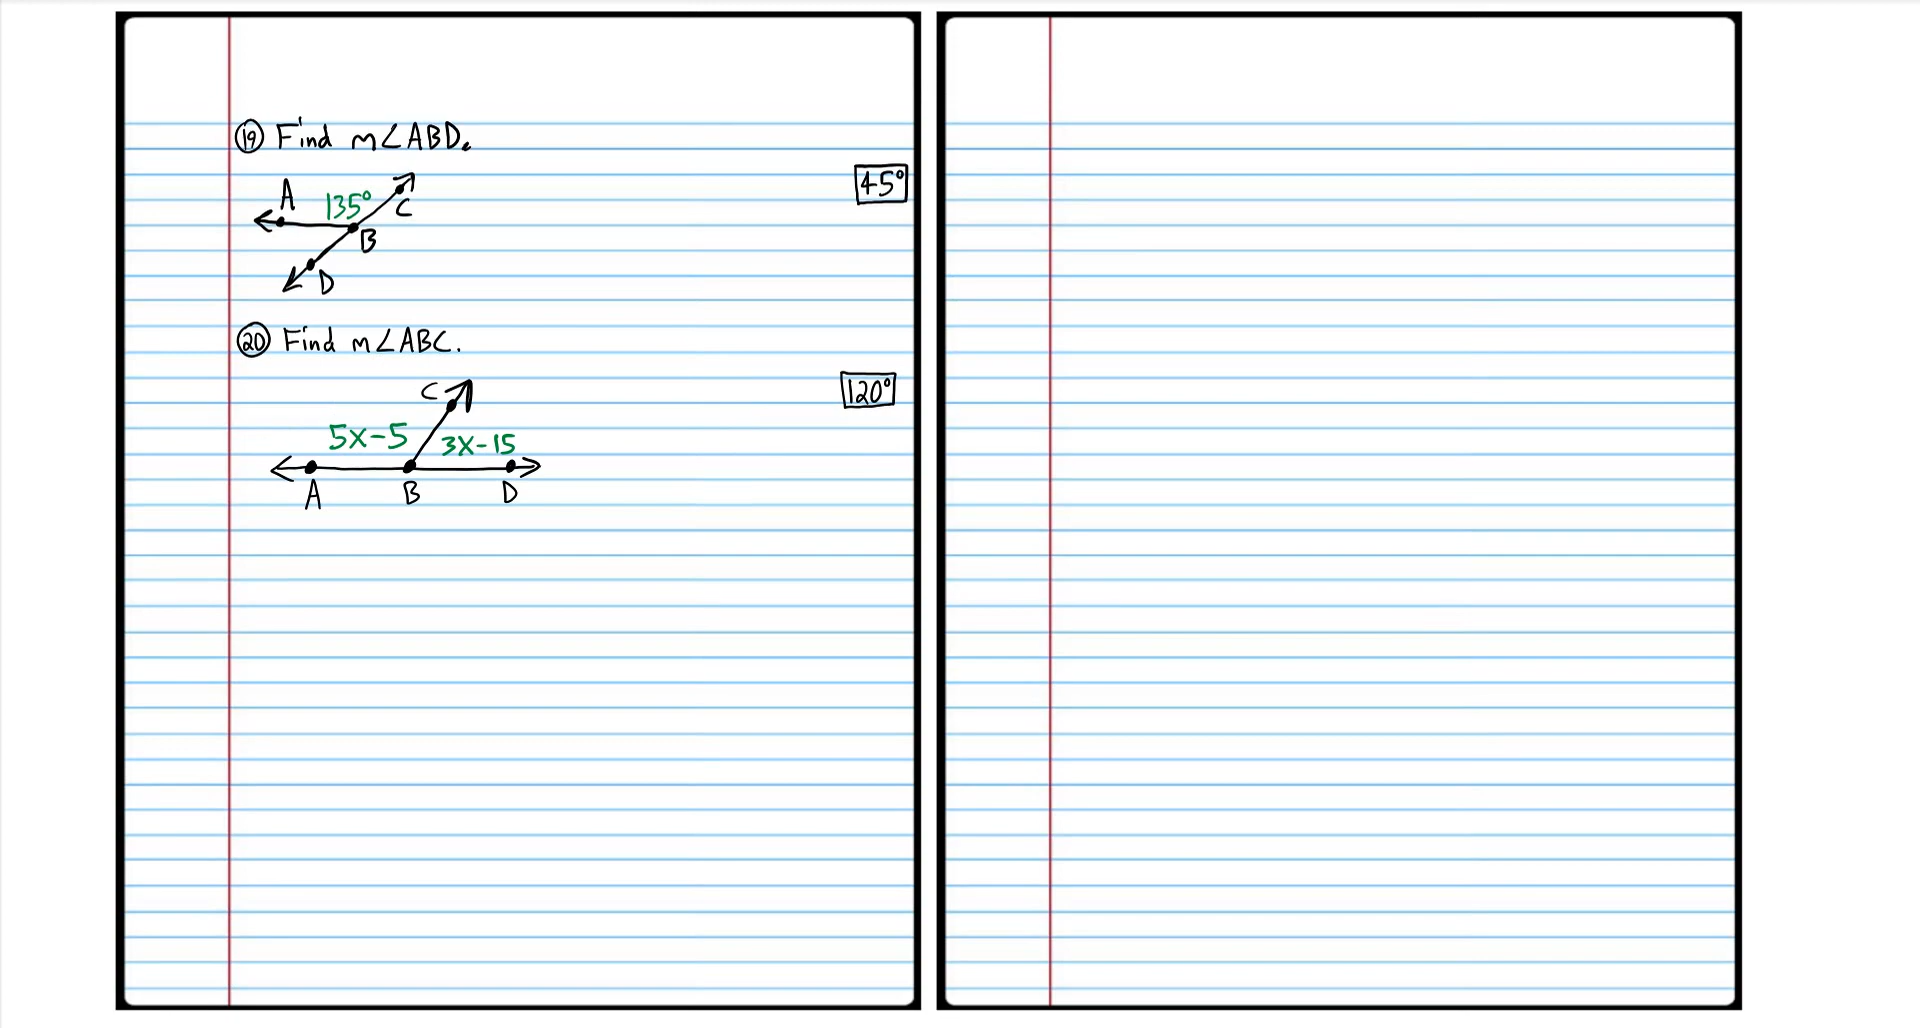 19 Find m∠ABD.
45°
A 135° C
B
D
20 Find m∠ABC.
120°
C
5x-5 3x-15
A B D